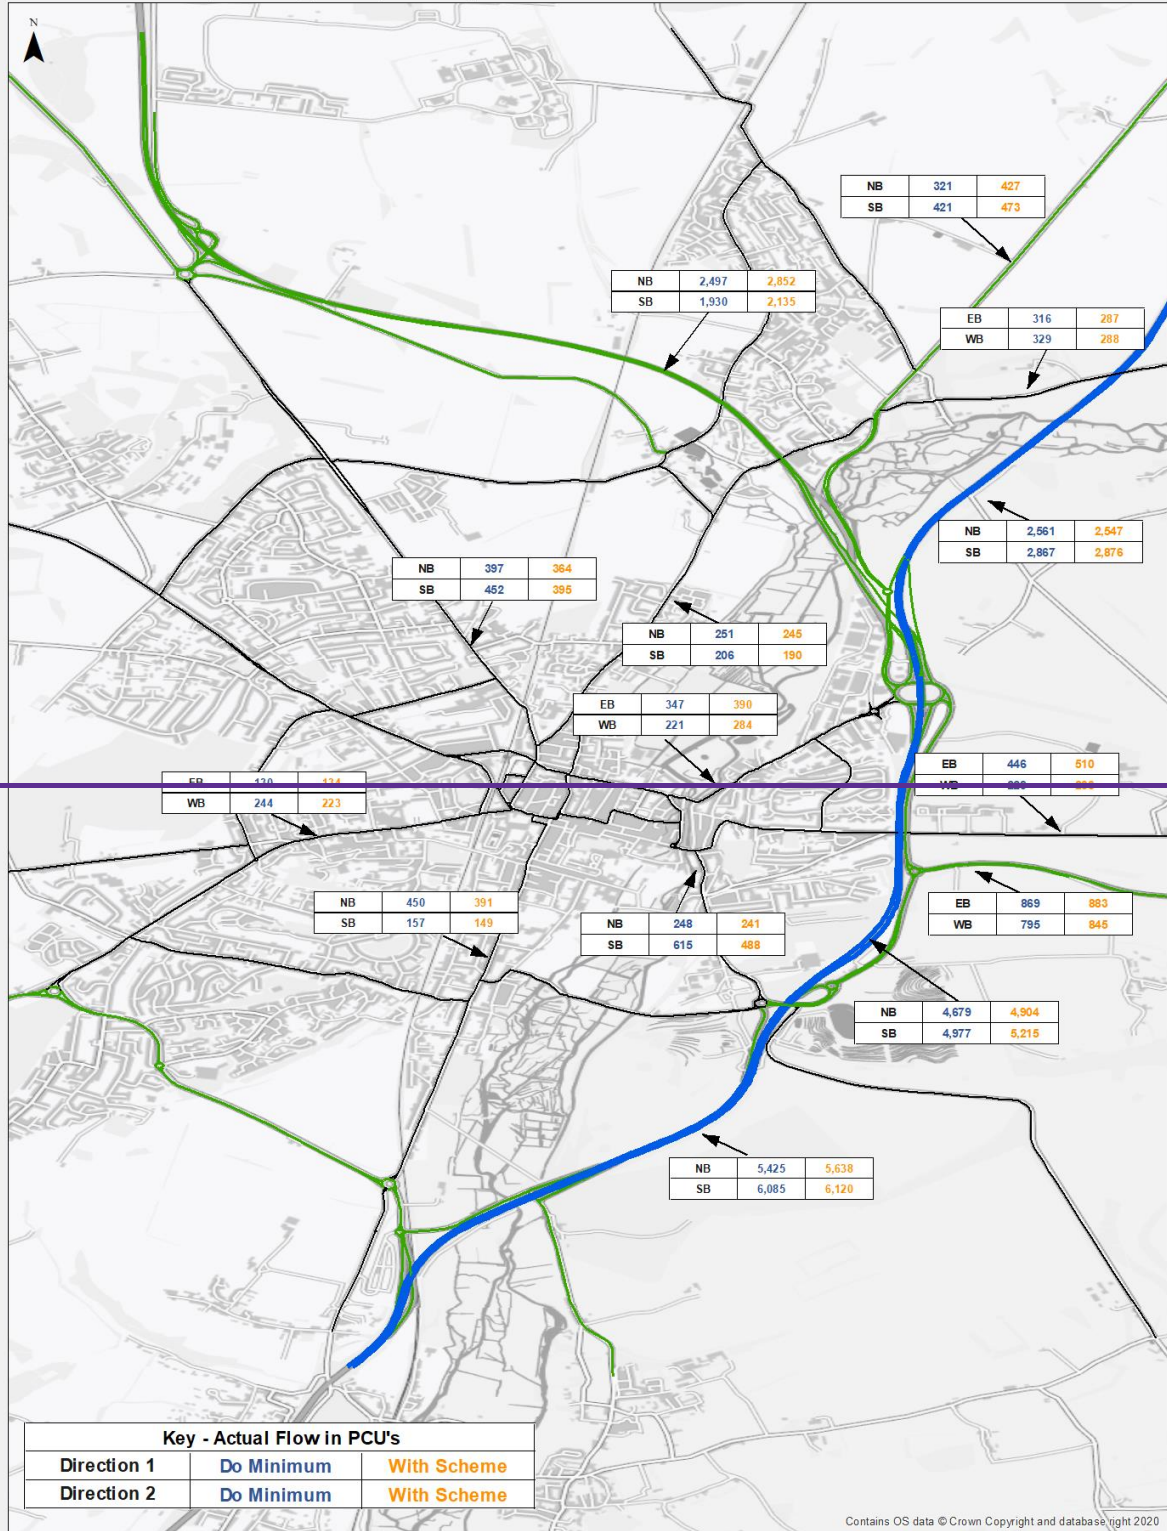 N
NB 321 427
SB 421 473
NB 2,497 2,852
SB 1,930 2,135
EB 316 287
WB 329 288
NB 2,561 2,547
SB 2,867 2,876
NB 397 364
SB 452 395
NB 251 245
SB 206 190
EB 347 390
WB 221 284
EB 446 510
WB
EB 130 124
WB 244 223
NB 450 391
SB 157 149
NB 248 241
SB 615 488
EB 869 883
WB 795 845
NB 4,679 4,904
SB 4,977 5,215
NB 5,425 5,638
SB 6,085 6,120
Key - Actual Flow in PCU's
Direction 1 Do Minimum With Scheme
Direction 2 Do Minimum With Scheme
Contains OS data © Crown Copyright and database right 2020